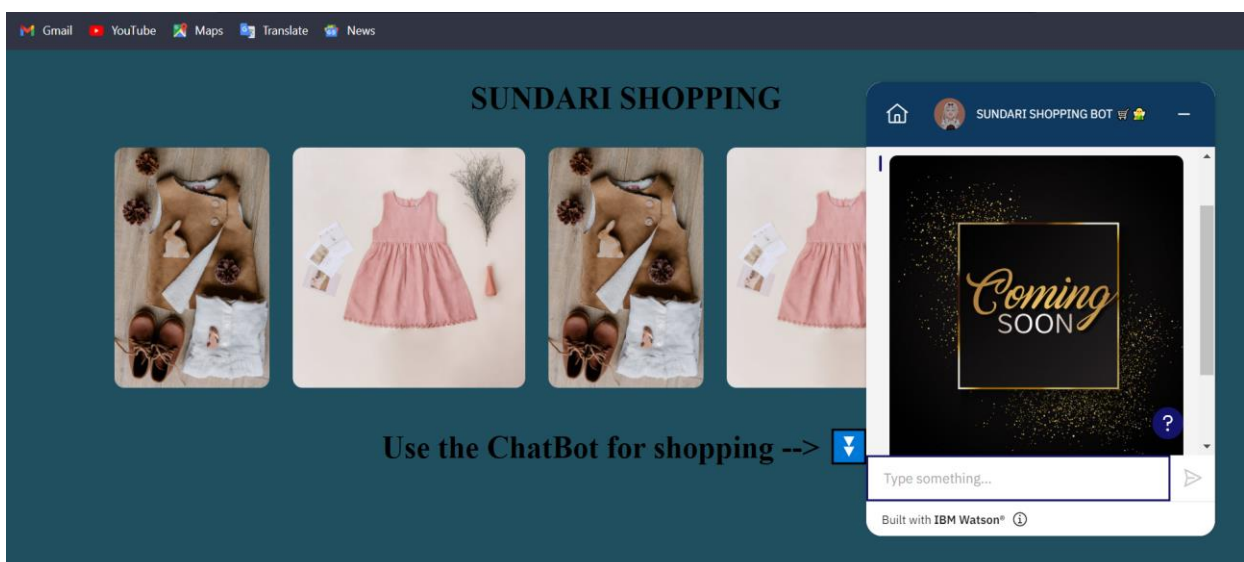 Gmail YouTube Maps Translate News
SUNDARI SHOPPING
Use the ChatBot for shopping -->
SUNDARI SHOPPING BOT
Coming
SOON
?
Type something...
Built with IBM Watson®